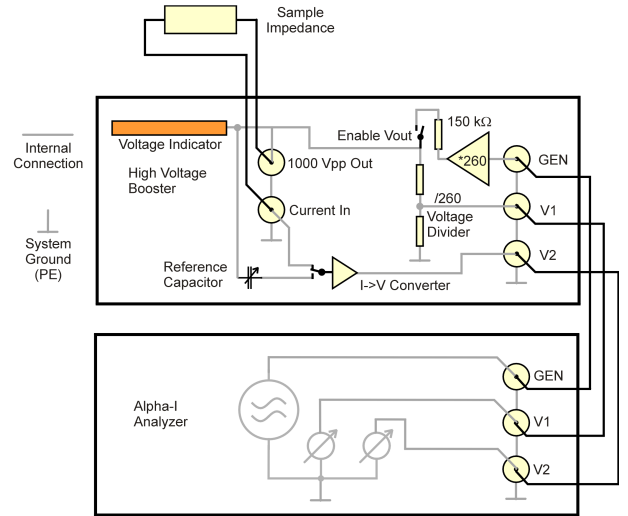 Sample
Impedance
Internal
Connection
System
Ground
(PE)
Voltage Indicator
High Voltage
Booster
Enable Vout
150 kΩ
*260
GEN
1000 Vpp Out
/260
Voltage
Divider
V1
Current In
V2
Reference
Capacitor
I->V Converter
Alpha-I
Analyzer
GEN
V1
V2